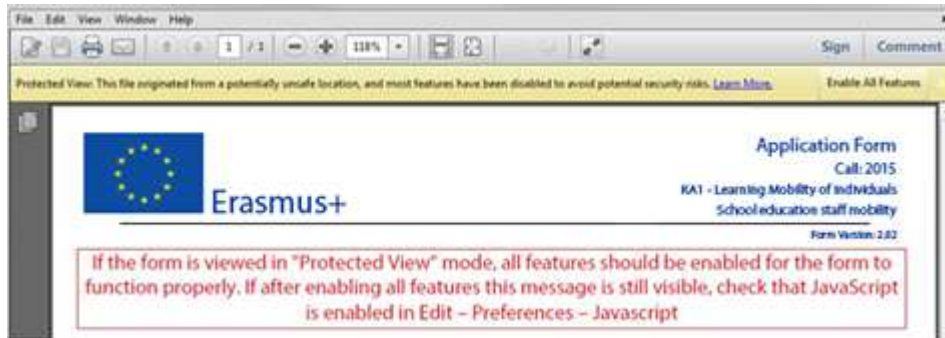 File Edit View Window Help
1 / 1 118% Sign Comment
Protected View: This file originated from a potentially unsafe location, and most features have been disabled to avoid potential security risks. Learn More. Enable All Features
Application Form
Call: 2015
KA1 - Learning Mobility of Individuals
Erasmus+
School education staff mobility
Form Version: 2.02
If the form is viewed in "Protected View" mode, all features should be enabled for the form to
function properly. If after enabling all features this message is still visible, check that JavaScript
is enabled in Edit – Preferences – Javascript